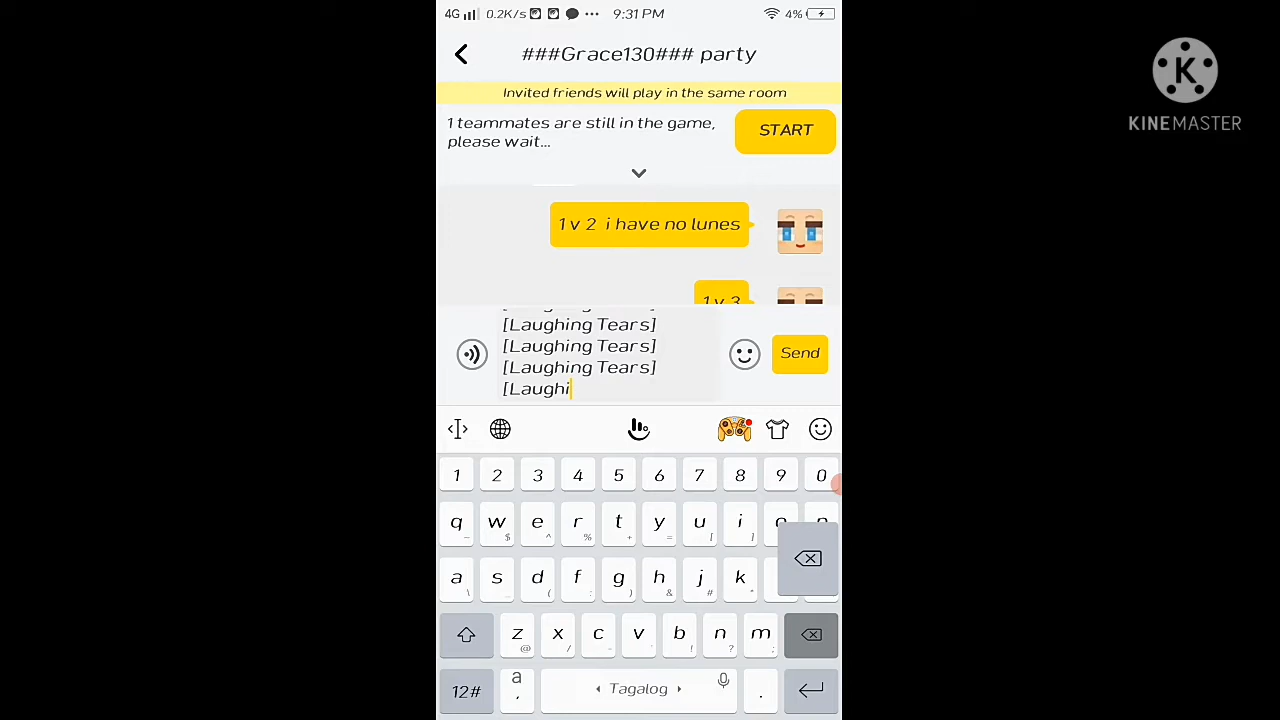 4G 0.2K/s ... 9:31 PM 4%
###Grace130### party
Invited friends will play in the same room
1 teammates are still in the game,
please wait...
START
1 v 2 i have no lunes
1 v 3
[Laughing Tears]
[Laughing Tears]
[Laughing Tears]
[Laughi
Send
1 2 3 4 5 6 7 8 9 0
q w e r t y u i o p
_ $ ^ % + = [ ]
a s d f g h j k
\ _ ( : ) & # *
z x c v b n m
@ / - ' ! ? ;
12# a , Tagalog .
K
KINEMASTER